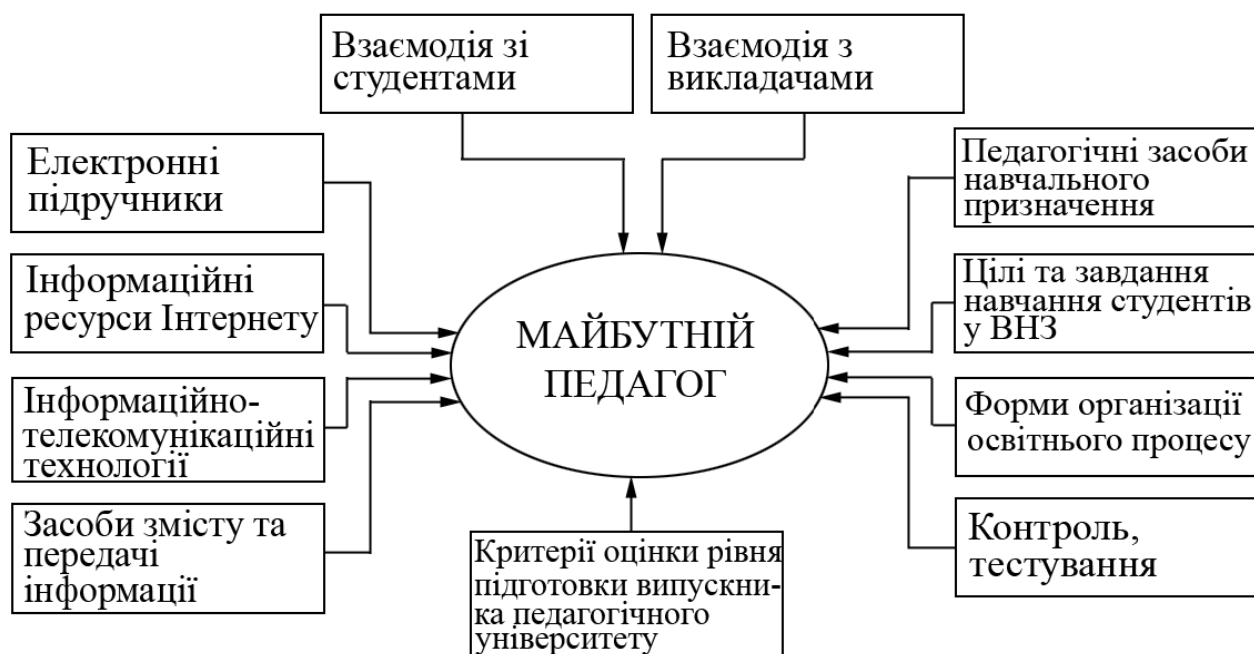 Взаємодія зі
студентами
Взаємодія з
викладачами
Електронні
підручники
Інформаційні
ресурси Інтернету
Інформаційно-
телекомунікаційні
технології
Засоби змісту та
передачі
інформації
МАЙБУТНІЙ
ПЕДАГОГ
Критерії оцінки рівня
підготовки випускни-
ка педагогічного
університету
Педагогічні засоби
навчального
призначення
Цілі та завдання
навчання студентів
у ВНЗ
Форми організації
освітнього процесу
Контроль,
тестування